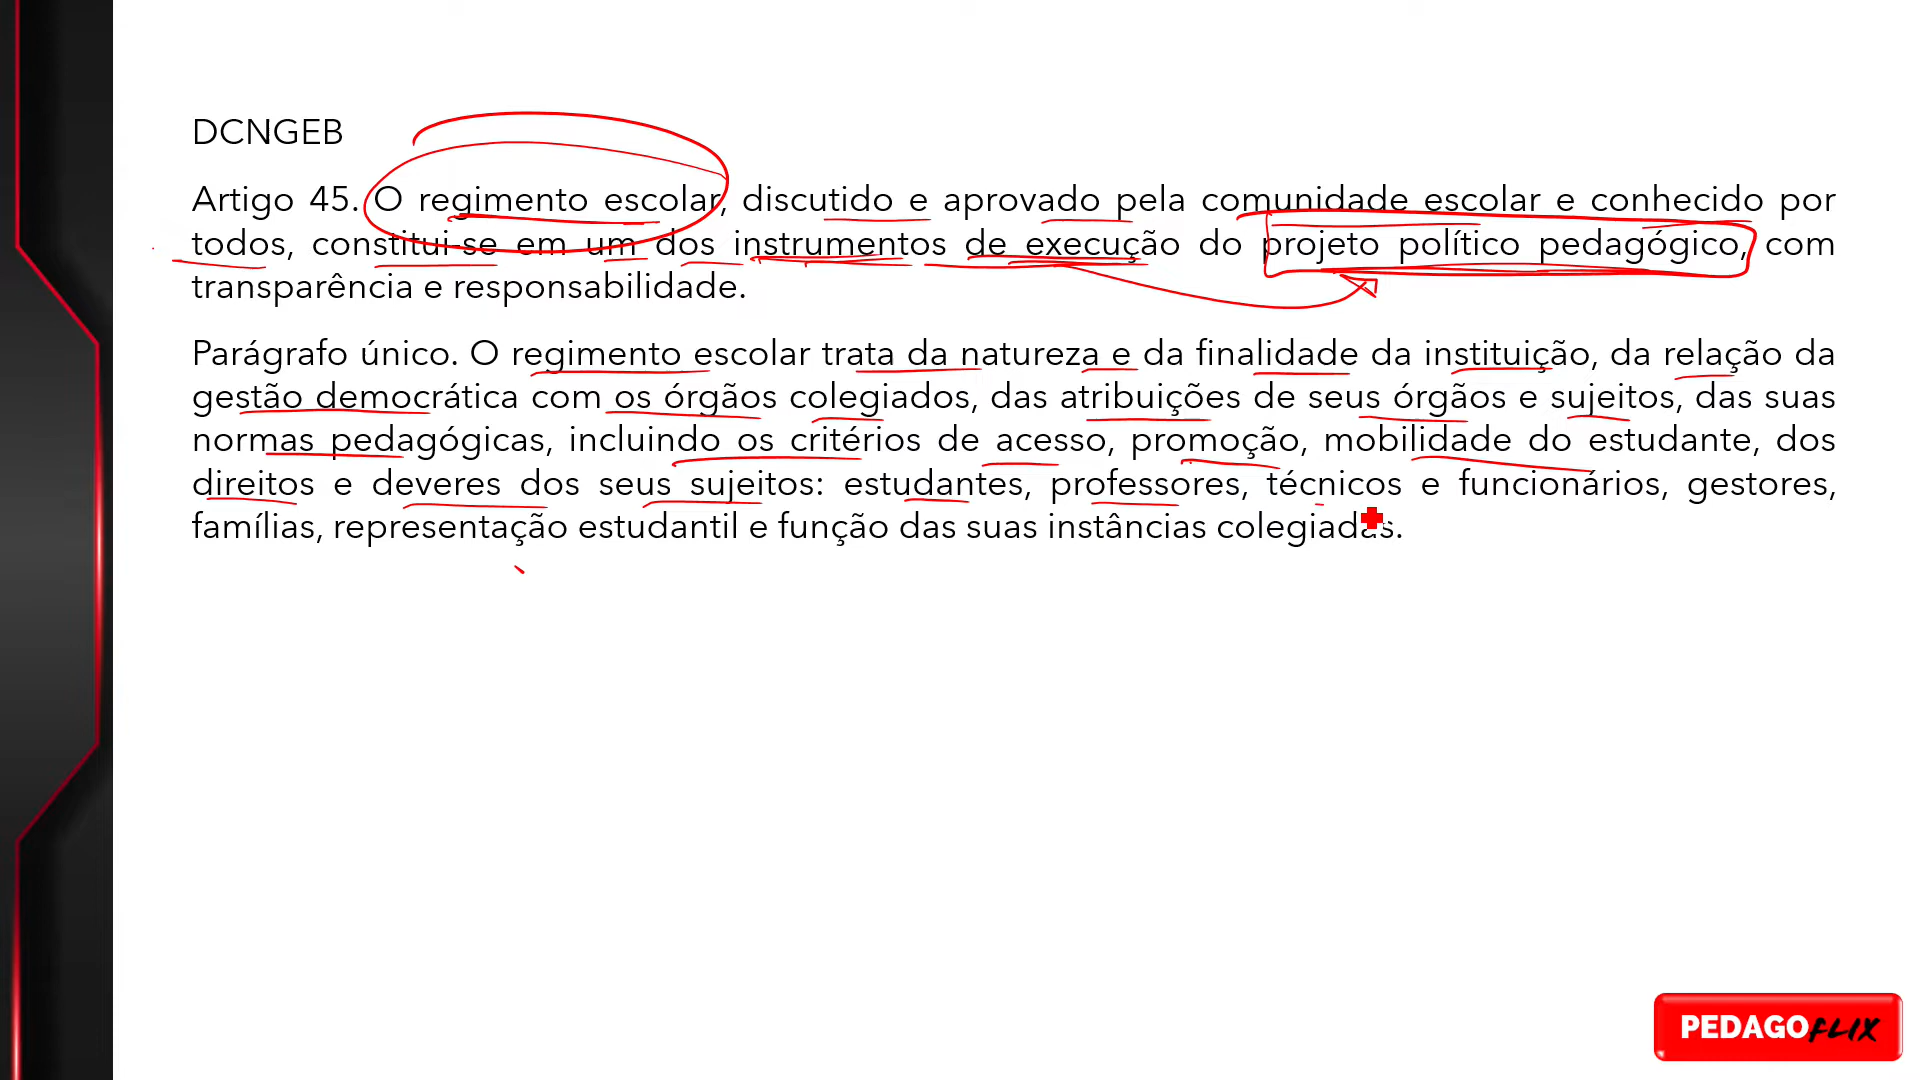 DCNGEB
Artigo 45. O regimento escolar, discutido e aprovado pela comunidade escolar e conhecido por
todos, constitui-se em um dos instrumentos de execução do projeto político pedagógico, com
transparência e responsabilidade.
Parágrafo único. O regimento escolar trata da natureza e da finalidade da instituição, da relação da
gestão democrática com os órgãos colegiados, das atribuições de seus órgãos e sujeitos, das suas
normas pedagógicas, incluindo os critérios de acesso, promoção, mobilidade do estudante, dos
direitos e deveres dos seus sujeitos: estudantes, professores, técnicos e funcionários, gestores,
famílias, representação estudantil e função das suas instâncias colegiadas.
PEDAGOFLIX